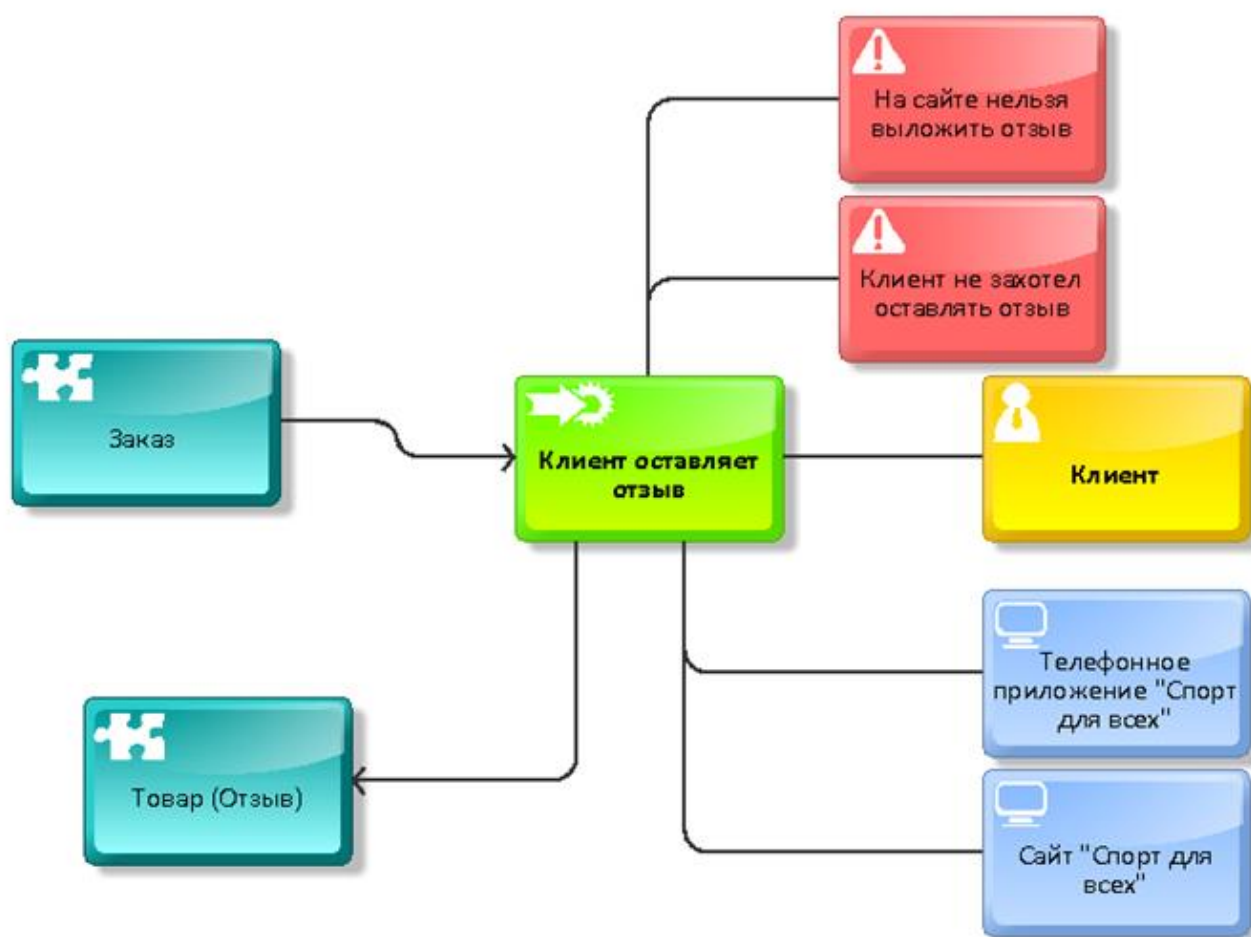 На сайте нельзя
выложить отзыв
Клиент не захотел
оставлять отзыв
Заказ
Клиент оставляет
отзыв
Клиент
Телефонное
приложение "Спорт
для всех"
Товар (Отзыв)
Сайт "Спорт для
всех"